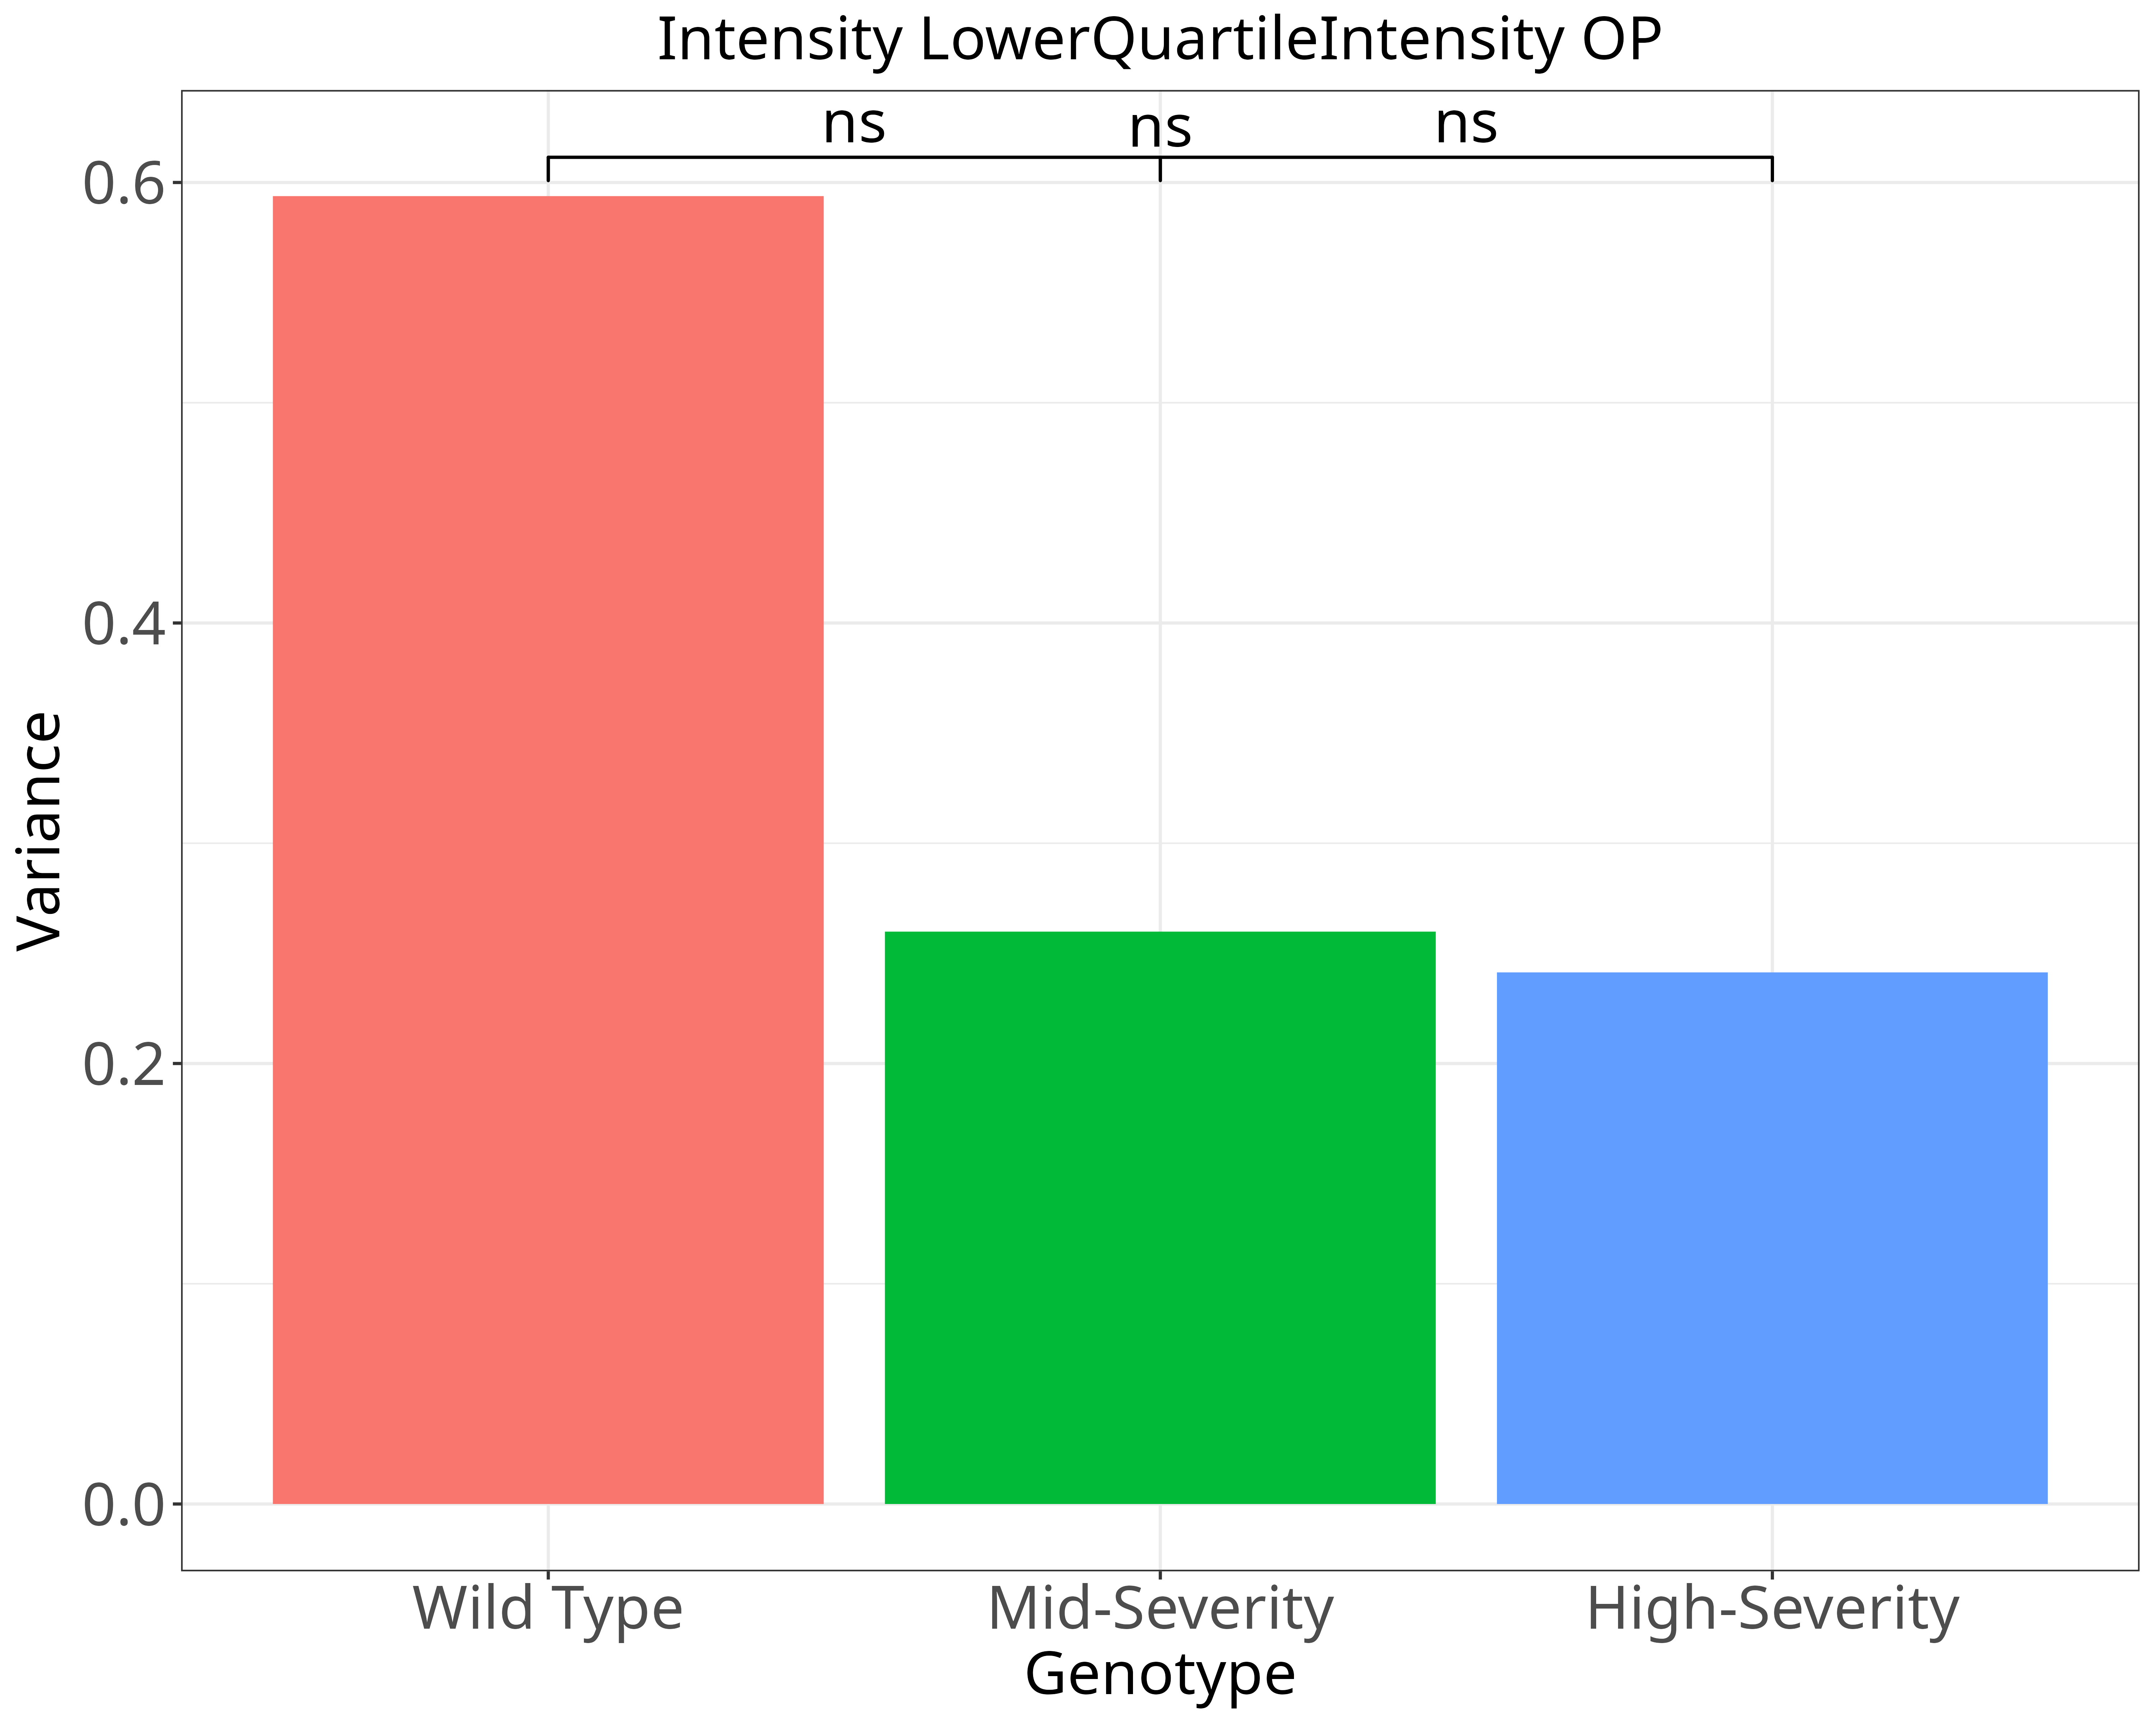 Intensity LowerQuartileIntensity OP
ns ns ns
0.6
0.4
0.2
0.0
Variance
Wild Type Mid-Severity High-Severity
Genotype